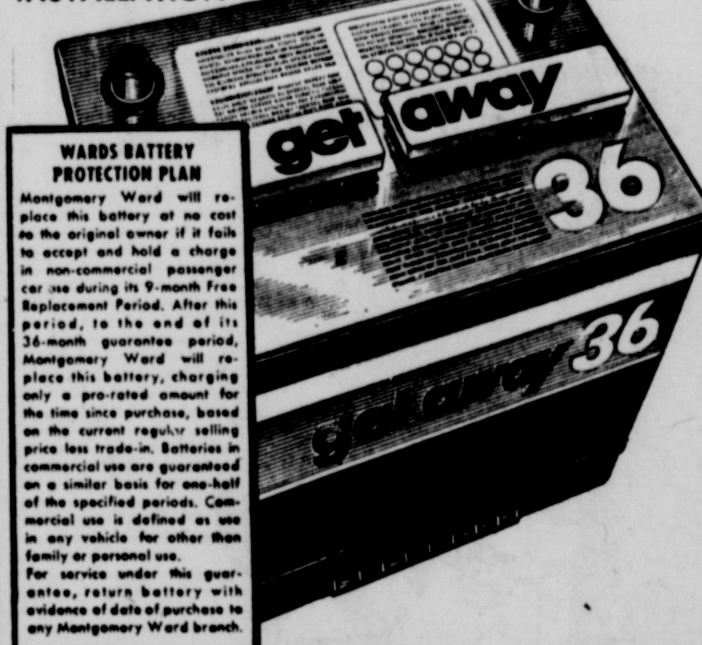 get away
36
get away 36
WARDS BATTERY
PROTECTION PLAN
Montgomery Ward will re-
place this battery at no cost
to the original owner if it fails
to accept and hold a charge
in non-commercial passenger
car use during its 9-month Free
Replacement Period. After this
period, to the end of its
36-month guarantee period,
Montgomery Ward will re-
place this battery, charging
only a pro-rated amount for
the time since purchase, based
on the current regular selling
price less trade-in. Batteries in
commercial use are guaranteed
on a similar basis for one-half
of the specified periods. Com-
mercial use is defined as use
in any vehicle for other than
family or personal use.
For service under this guar-
antee, return battery with
evidence of date of purchase to
any Montgomery Ward branch.